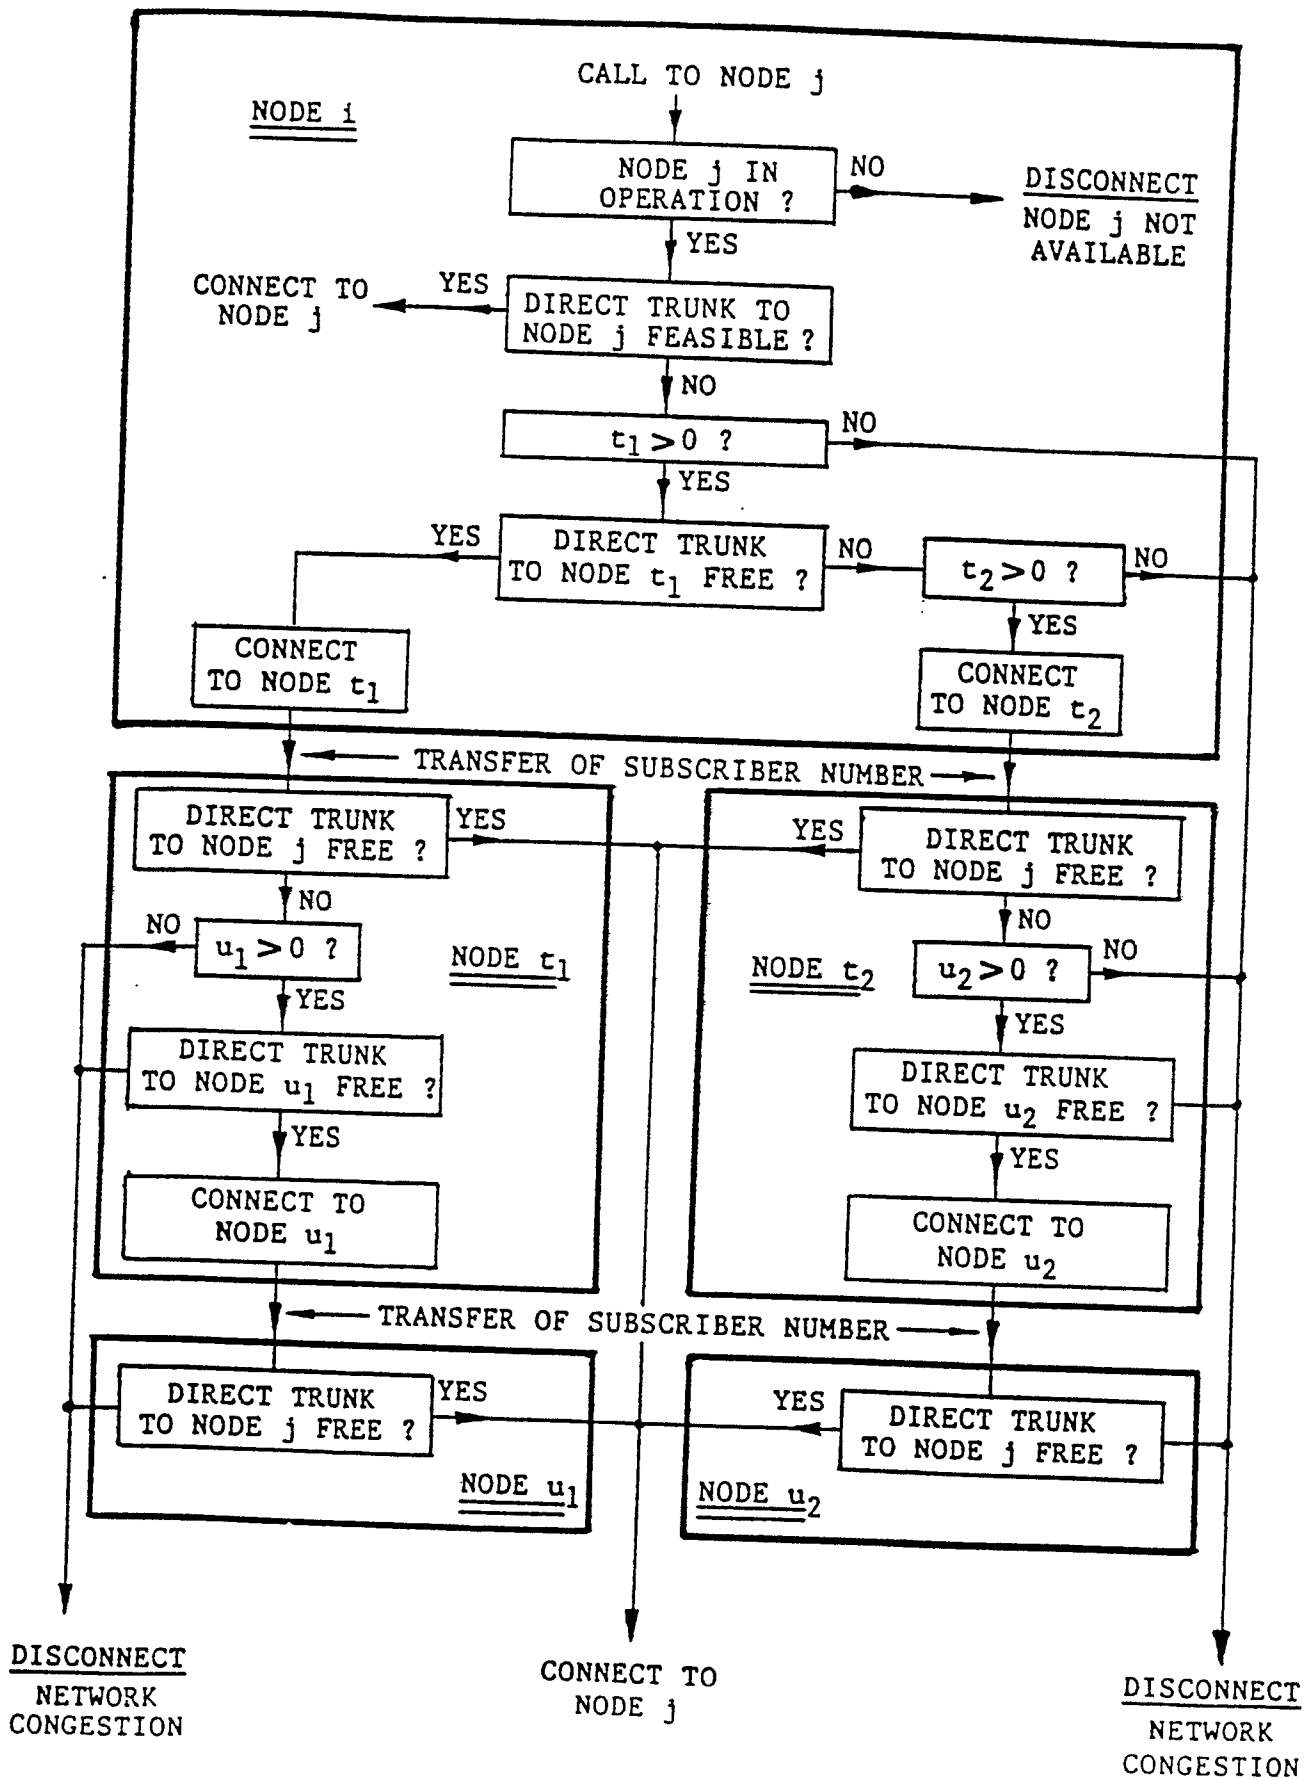 CALL TO NODE j
NODE i
NODE j IN
OPERATION ?
NO
DISCONNECT
NODE j NOT
AVAILABLE
YES
CONNECT TO
NODE j
YES
DIRECT TRUNK TO
NODE j FEASIBLE ?
NO
t1 > 0 ?
NO
YES
YES
DIRECT TRUNK
TO NODE t1 FREE ?
NO
t2 > 0 ?
NO
YES
CONNECT
TO NODE t1
CONNECT
TO NODE t2
TRANSFER OF SUBSCRIBER NUMBER
DIRECT TRUNK
TO NODE j FREE ?
YES
YES
DIRECT TRUNK
TO NODE j FREE ?
NO
NO
NO
u1 > 0 ?
NODE t1
NODE t2
u2 > 0 ?
NO
YES
YES
DIRECT TRUNK
TO NODE u1 FREE ?
DIRECT TRUNK
TO NODE u2 FREE ?
YES
YES
CONNECT TO
NODE u1
CONNECT TO
NODE u2
TRANSFER OF SUBSCRIBER NUMBER
DIRECT TRUNK
TO NODE j FREE ?
YES
YES
DIRECT TRUNK
TO NODE j FREE ?
NODE u1
NODE u2
DISCONNECT
NETWORK
CONGESTION
CONNECT TO
NODE j
DISCONNECT
NETWORK
CONGESTION